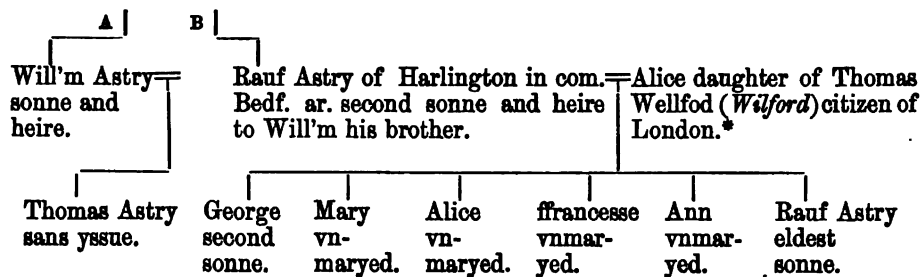 A B
Will'm Astry
sonne and
heire.
Rauf Astry of Harlington in com.
Bedf. ar. second sonne and heire
to Will'm his brother.
Alice daughter of Thomas
Wellfod (Wilford) citizen of
London.*
Thomas Astry
sans yssue.
George
second
sonne.
Mary
vn-
maryed.
Alice
vn-
maryed.
ffrancesse
vnmar-
yed.
Ann
vnmar-
yed.
Rauf Astry
eldest
sonne.